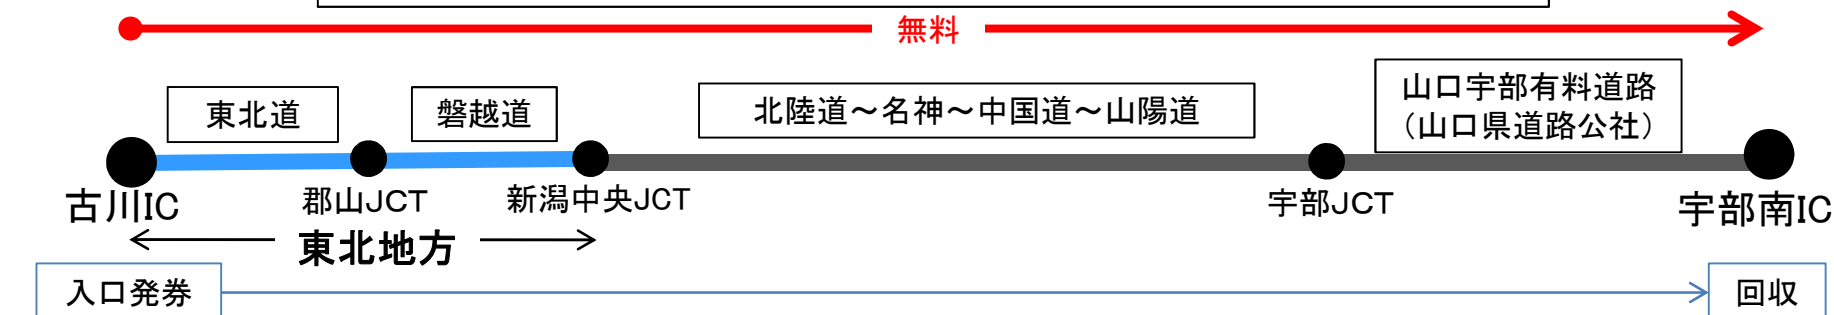 無料
東北道
磐越道
北陸道～名神～中国道～山陽道
山口宇部有料道路
（山口県道路公社）
古川IC
郡山JCT
新潟中央JCT
宇部JCT
宇部南IC
東北地方
入口発券
回収